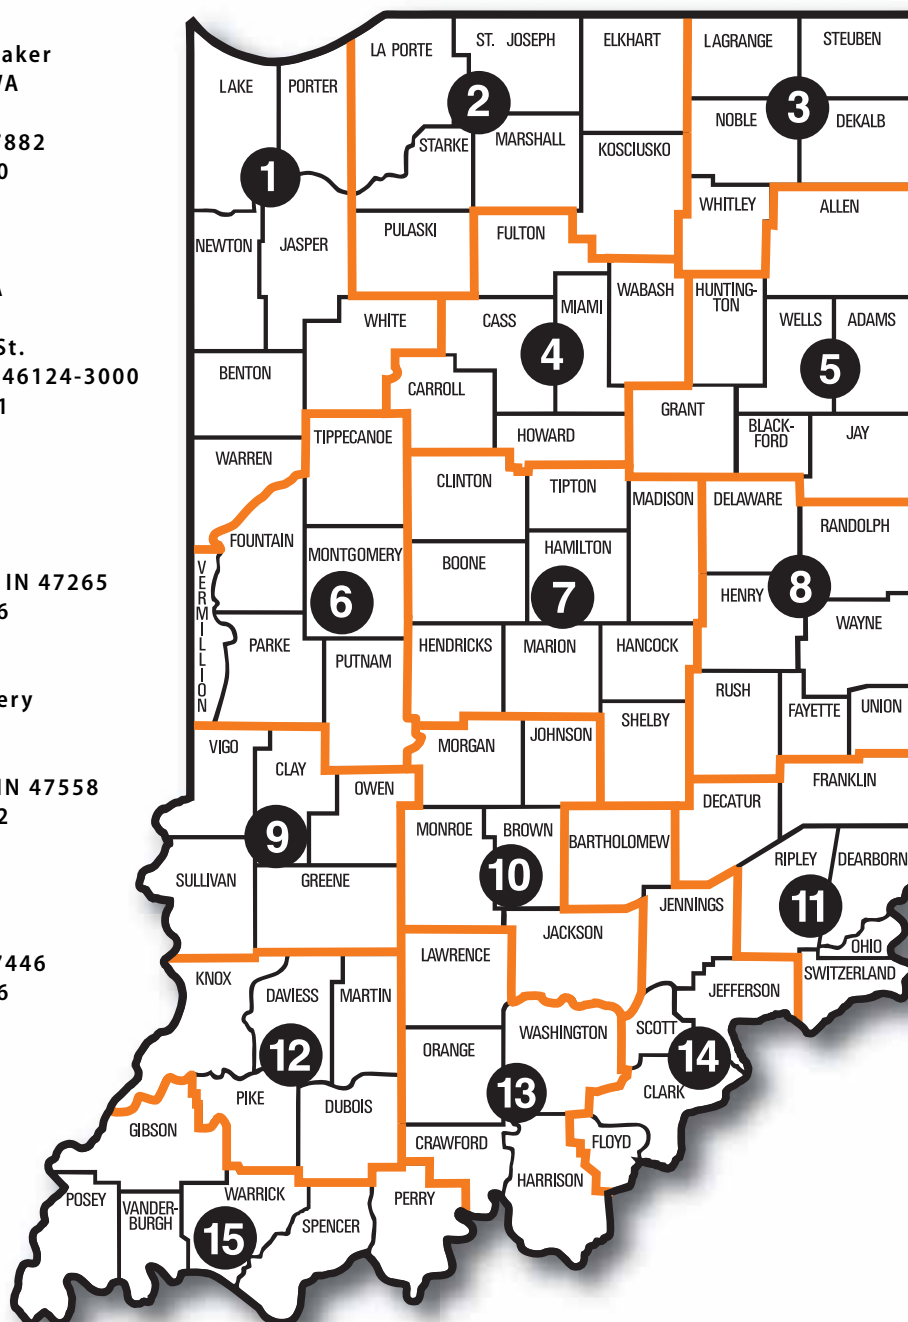 aker
VA
7882
0
A
St.
46124-3000
1
IN 47265
6
ery
IN 47558
2
7446
6
LAKE
PORTER
LA PORTE
ST. JOSEPH
ELKHART
LAGRANGE
STEUBEN
1
2
3
STARKE
MARSHALL
KOSCIUSKO
NOBLE
DEKALB
WHITLEY
ALLEN
NEWTON
JASPER
PULASKI
FULTON
WHITE
CASS
MIAMI
WABASH
HUNTING-
TON
WELLS
ADAMS
4
5
BENTON
CARROLL
HOWARD
GRANT
BLACK-
FORD
JAY
WARREN
TIPPECANOE
CLINTON
TIPTON
MADISON
DELAWARE
RANDOLPH
FOUNTAIN
MONTGOMERY
BOONE
HAMILTON
HENRY
WAYNE
6
7
8
VERMILLION
PARKE
PUTNAM
HENDRICKS
MARION
HANCOCK
RUSH
FAYETTE
UNION
SHELBY
VIGO
CLAY
OWEN
MORGAN
JOHNSON
DECATUR
FRANKLIN
9
10
11
SULLIVAN
GREENE
MONROE
BROWN
BARTHOLOMEW
RIPLEY
DEARBORN
JENNINGS
OHIO
SWITZERLAND
KNOX
DAVIESS
MARTIN
LAWRENCE
JACKSON
JEFFERSON
12
13
14
ORANGE
WASHINGTON
SCOTT
CLARK
PIKE
DUBOIS
GIBSON
CRAWFORD
FLOYD
HARRISON
POSEY
VANDER-
BURGH
WARRICK
15
SPENCER
PERRY